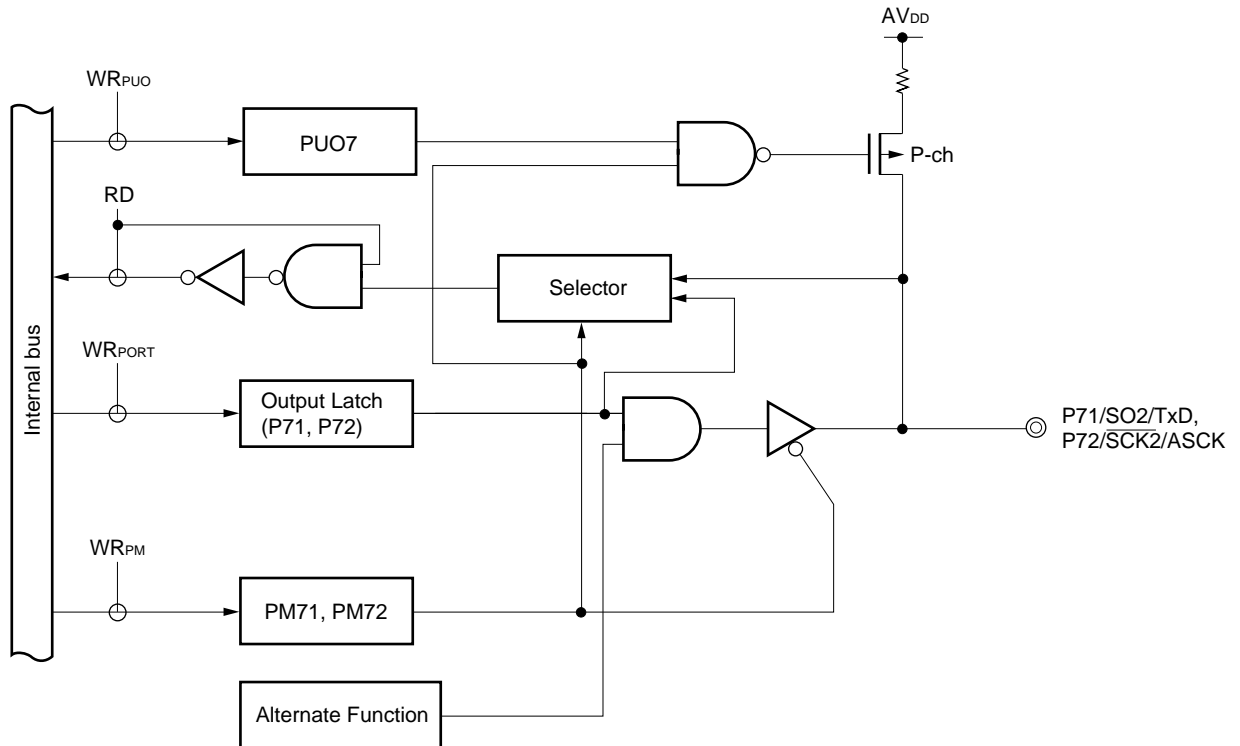 AVDD
WRPUO
PUO7
P-ch
RD
Selector
Internal bus
WRPORT
Output Latch
(P71, P72)
P71/SO2/TxD,
P72/S̅C̅K̅2̅/ASCK
WRPM
PM71, PM72
Alternate Function